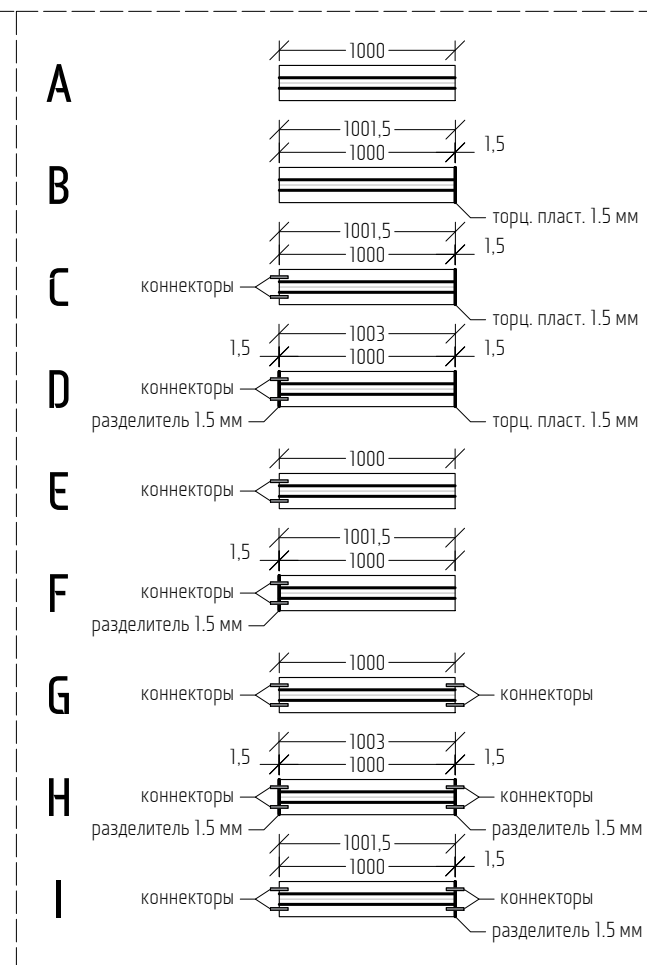 A
1000
B
1001,5
1000
1,5
торц. пласт. 1.5 мм
C
1001,5
1000
1,5
коннекторы
торц. пласт. 1.5 мм
D
1003
1,5
1000
1,5
коннекторы
разделитель 1.5 мм
торц. пласт. 1.5 мм
E
1000
коннекторы
F
1001,5
1,5
1000
коннекторы
разделитель 1.5 мм
G
1000
коннекторы
коннекторы
H
1003
1,5
1000
1,5
коннекторы
коннекторы
разделитель 1.5 мм
разделитель 1.5 мм
I
1001,5
1000
1,5
коннекторы
коннекторы
разделитель 1.5 мм